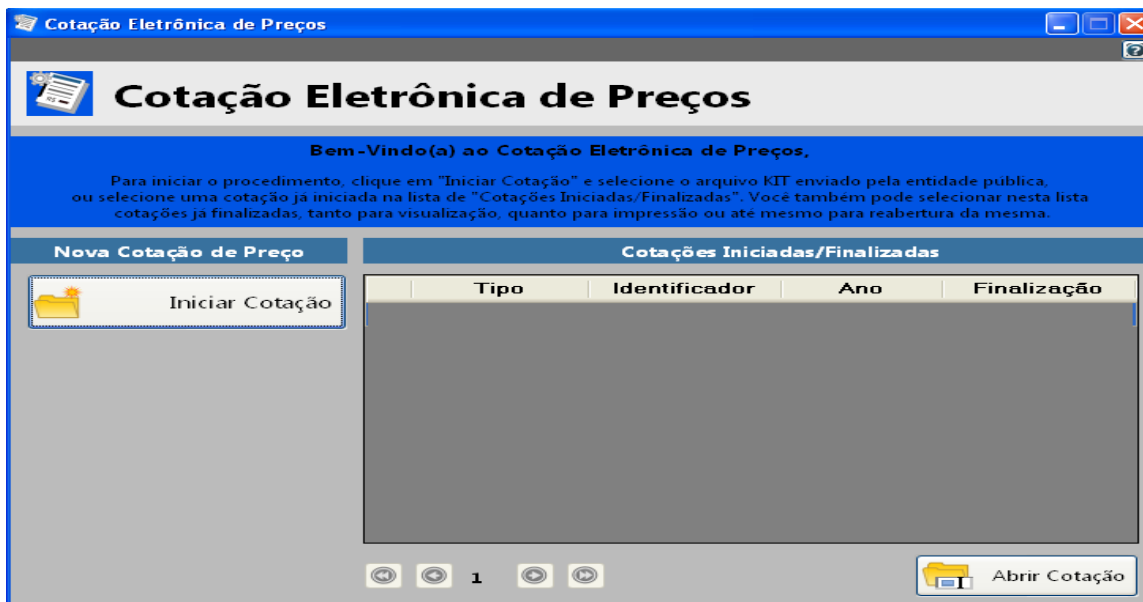 Cotação Eletrônica de Preços
Cotação Eletrônica de Preços
Bem-Vindo(a) ao Cotação Eletrônica de Preços,
Para iniciar o procedimento, clique em "Iniciar Cotação" e selecione o arquivo KIT enviado pela entidade pública,
ou selecione uma cotação já iniciada na lista de "Cotações Iniciadas/Finalizadas". Você também pode selecionar nesta lista
cotações já finalizadas, tanto para visualização, quanto para impressão ou até mesmo para reabertura da mesma.
Nova Cotação de Preço
Cotações Iniciadas/Finalizadas
Iniciar Cotação
Tipo Identificador Ano Finalização
1
Abrir Cotação